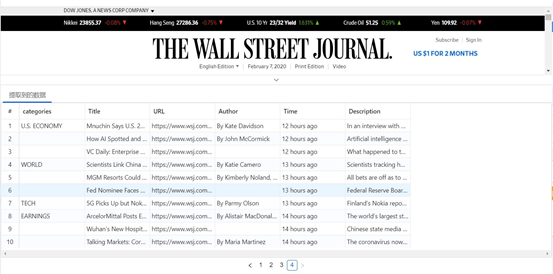 DOW JONES, A NEWS CORP COMPANY ▼
Nikkei 23855.37 -0.08% ▼ Hang Seng 27286.36 -0.75% ▼ U.S. 10 Yr 23/32 Yield 1.631% ▲ Crude Oil 51.25 0.59% ▲ Yen 109.92 -0.07% ▼
Subscribe | Sign In
THE WALL STREET JOURNAL.
US $1 FOR 2 MONTHS
English Edition ▼ | February 7, 2020 | Print Edition | Video
提取到的数据
# categories Title URL Author Time Description
1 U.S. ECONOMY Mnuchin Says U.S. 2... https://www.wsj.com... By Kate Davidson 12 hours ago In an interview with ...
2 How AI Spotted and ... https://www.wsj.com... By John McCormick 12 hours ago Artificial intelligence ...
3 VC Daily: Enterprise ... https://www.wsj.com... 12 hours ago What happened to t...
4 WORLD Scientists Link China ... https://www.wsj.com... By Katie Camero 13 hours ago Scientists tracking h...
5 MGM Resorts Could ... https://www.wsj.com... By Kimberly Noland, ... 13 hours ago All bets are off as to ...
6 Fed Nominee Faces ... https://www.wsj.com... 13 hours ago Federal Reserve Boar...
7 TECH 5G Picks Up but Nok... https://www.wsj.com... By Parmy Olson 13 hours ago Finland's Nokia repo...
8 EARNINGS ArcelorMittal Posts E... https://www.wsj.com... By Alistair MacDonal... 13 hours ago The world's largest st...
9 Wuhan's New Hospit... https://www.wsj.com... 14 hours ago Chinese state media ...
10 Talking Markets: Cor... https://www.wsj.com... By Maria Martinez 14 hours ago The coronavirus now...
1 2 3 4